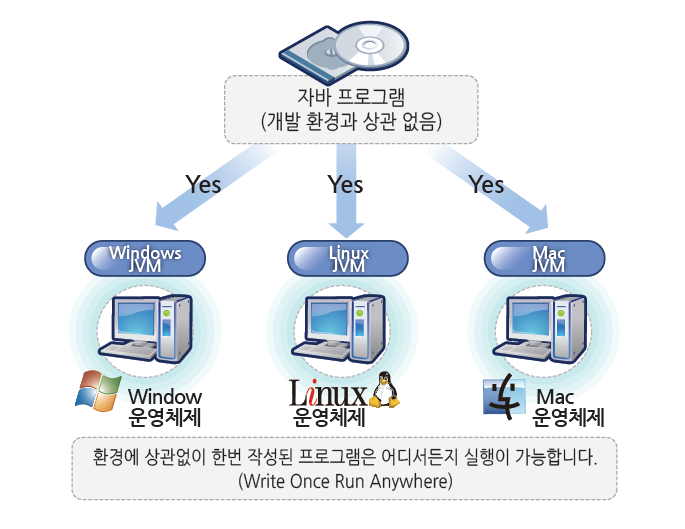 자바 프로그램
(개발 환경과 상관 없음)
Yes
Yes
Yes
Windows
JVM
Linux
JVM
Mac
JVM
Window
운영체제
Linux
운영체제
Mac
운영체제
환경에 상관없이 한번 작성된 프로그램은 어디서든지 실행이 가능합니다.
(Write Once Run Anywhere)